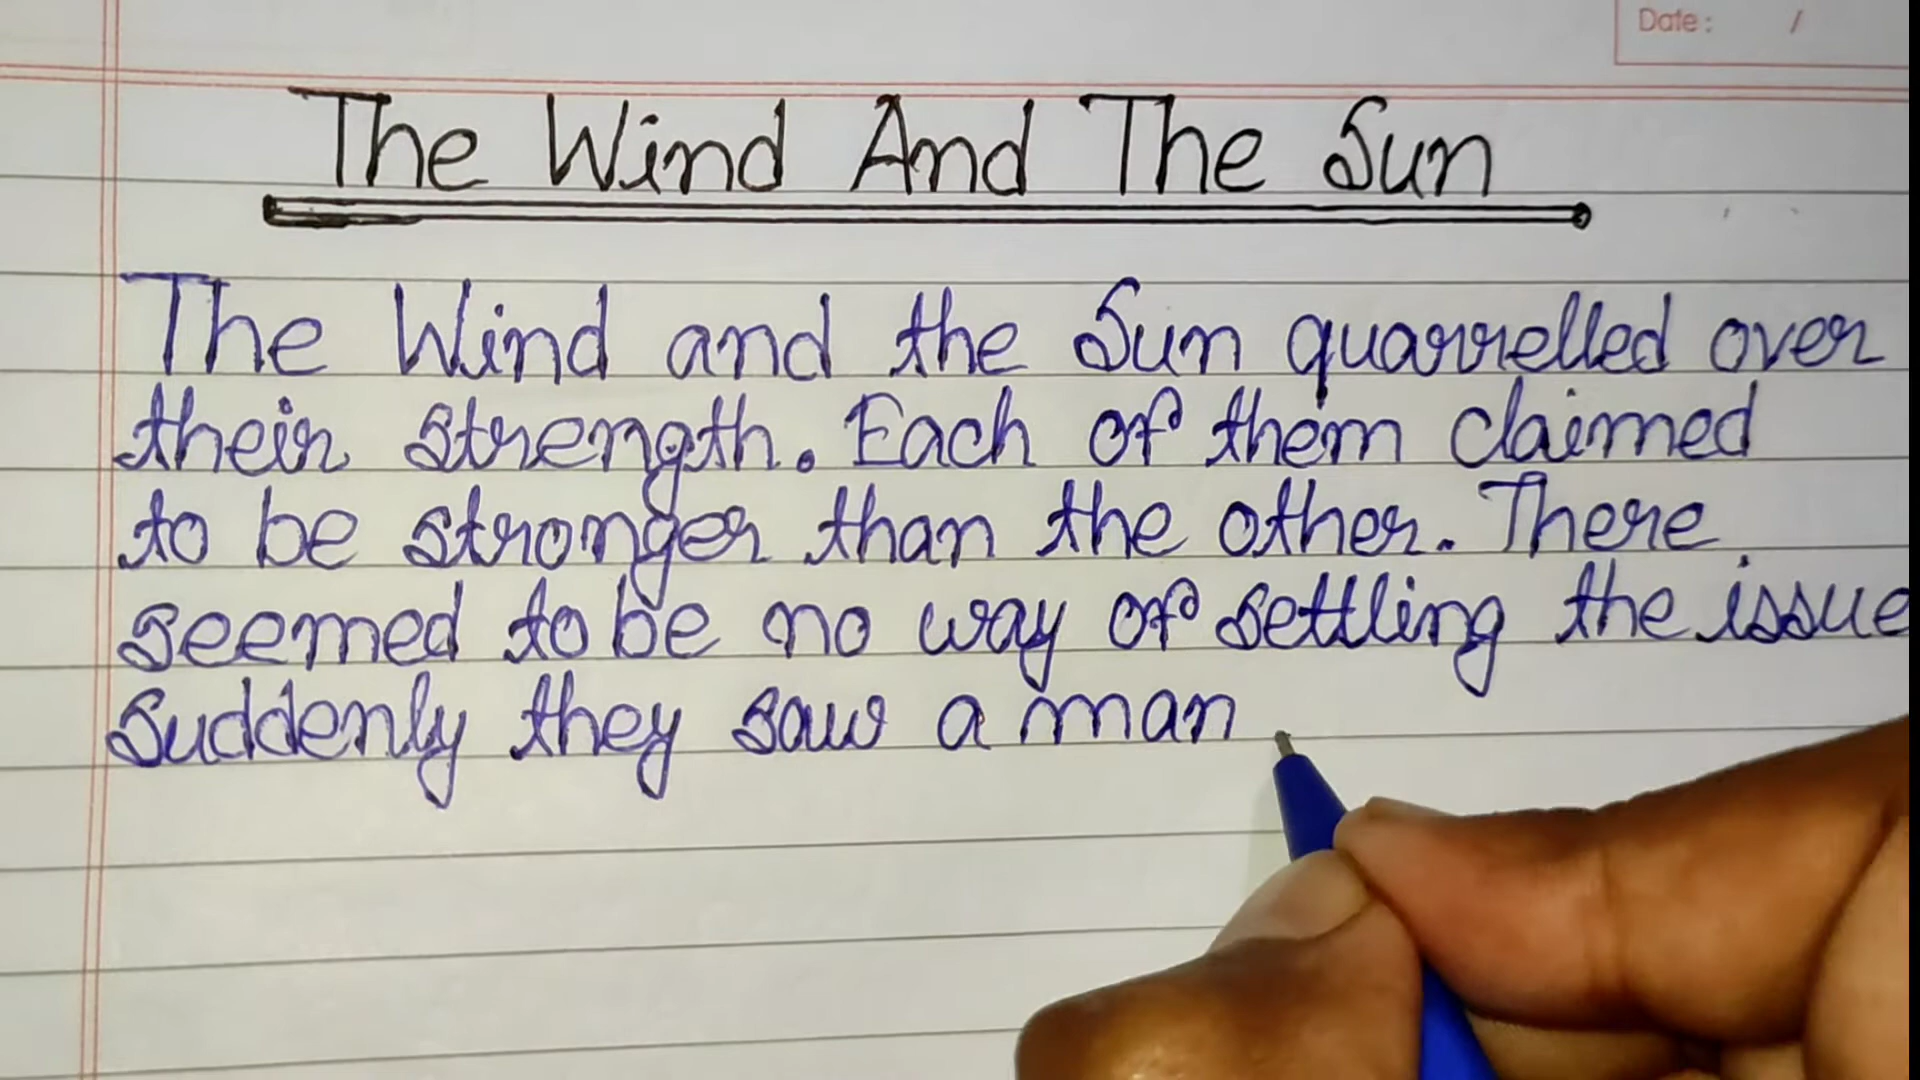 Date: /
The Wind And The Sun
The Wind and the Sun quarrelled over
their strength. Each of them claimed
to be stronger than the other. There
seemed to be no way of settling the issue
Suddenly they saw a man